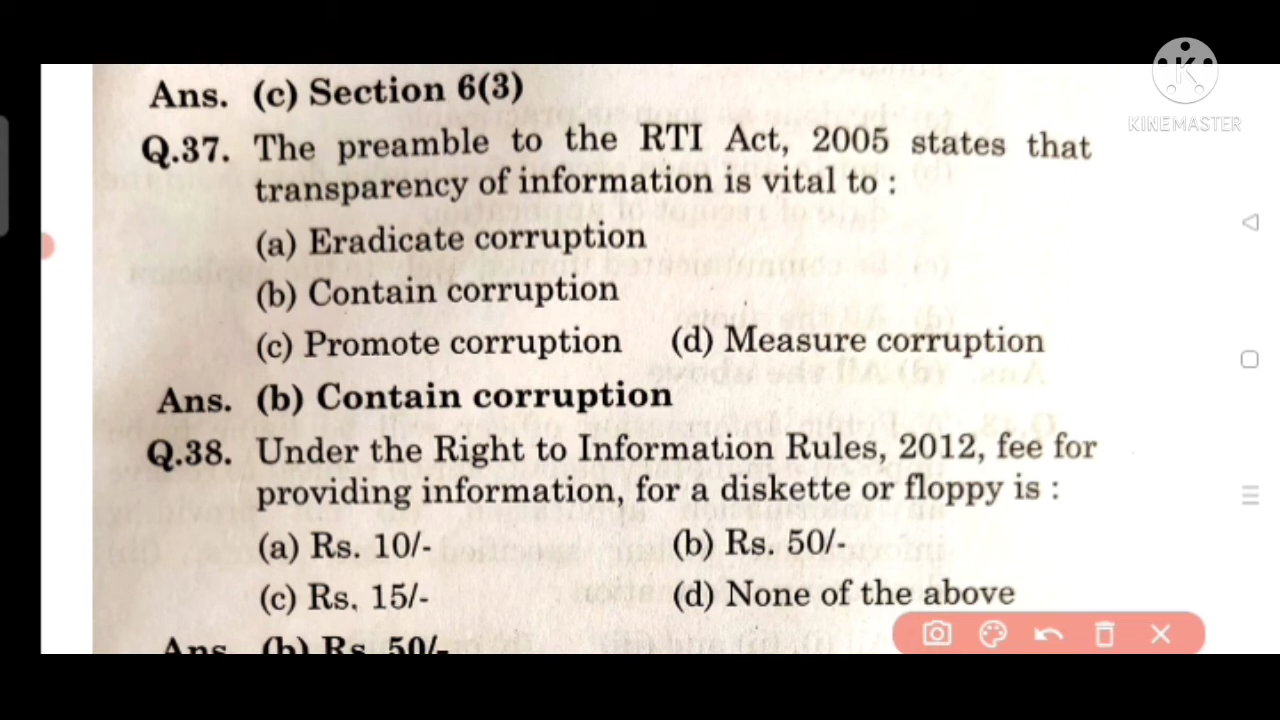 KINEMASTER
Ans. (c) Section 6(3)
Q.37. The preamble to the RTI Act, 2005 states that
transparency of information is vital to :
(a) Eradicate corruption
(b) Contain corruption
(c) Promote corruption (d) Measure corruption
Ans. (b) Contain corruption
Q.38. Under the Right to Information Rules, 2012, fee for
providing information, for a diskette or floppy is :
(a) Rs. 10/- (b) Rs. 50/-
(c) Rs. 15/- (d) None of the above
Ans. (b) Rs. 50/-